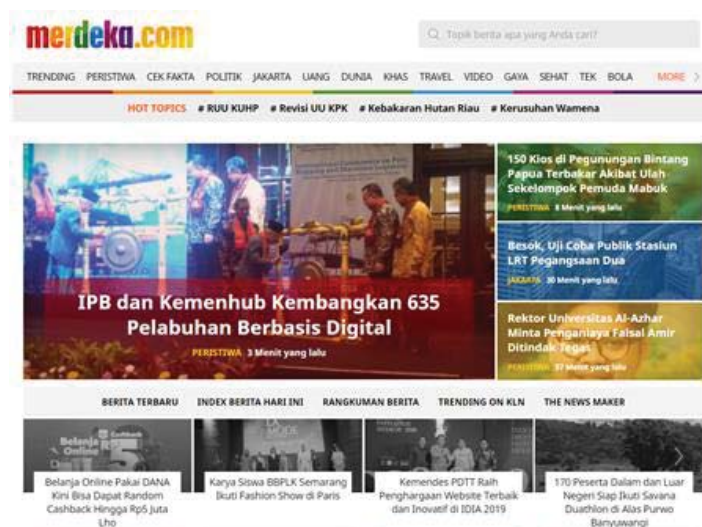 merdeka.com
Topik berita apa yang Anda cari?
TRENDING PERISTIWA CEK FAKTA POLITIK JAKARTA UANG DUNIA KHAS TRAVEL VIDEO GAYA SEHAT TEK BOLA MORE
HOT TOPICS # RUU KUHP # Revisi UU KPK # Kebakaran Hutan Riau # Kerusuhan Wamena
IPB dan Kemenhub Kembangkan 635
Pelabuhan Berbasis Digital
PERISTIWA 3 Menit yang lalu
150 Kios di Pegunungan Bintang
Papua Terbakar Akibat Ulah
Sekelompok Pemuda Mabuk
PERISTIWA 8 Menit yang lalu
Besok, Uji Coba Publik Stasiun
LRT Pegangsaan Dua
JAKARTA 30 Menit yang lalu
Rektor Universitas Al-Azhar
Minta Penganiaya Faisal Amir
Ditindak Tegas
PERISTIWA 37 Menit yang lalu
BERITA TERBARU INDEX BERITA HARI INI RANGKUMAN BERITA TRENDING ON KLN THE NEWS MAKER
Belanja
Online
Cashback
Rp5
Belanja Online Pakai DANA
Kini Bisa Dapat Random
Cashback Hingga Rp5 Juta
Lho
Karya Siswa BBPLK Semarang
Ikuti Fashion Show di Paris
Kemendes PDTT Raih
Penghargaan Website Terbaik
dan Inovatif di IDIA 2019
170 Peserta Dalam dan Luar
Negeri Siap Ikuti Savana
Duathlon di Alas Purwo
Banyuwangi